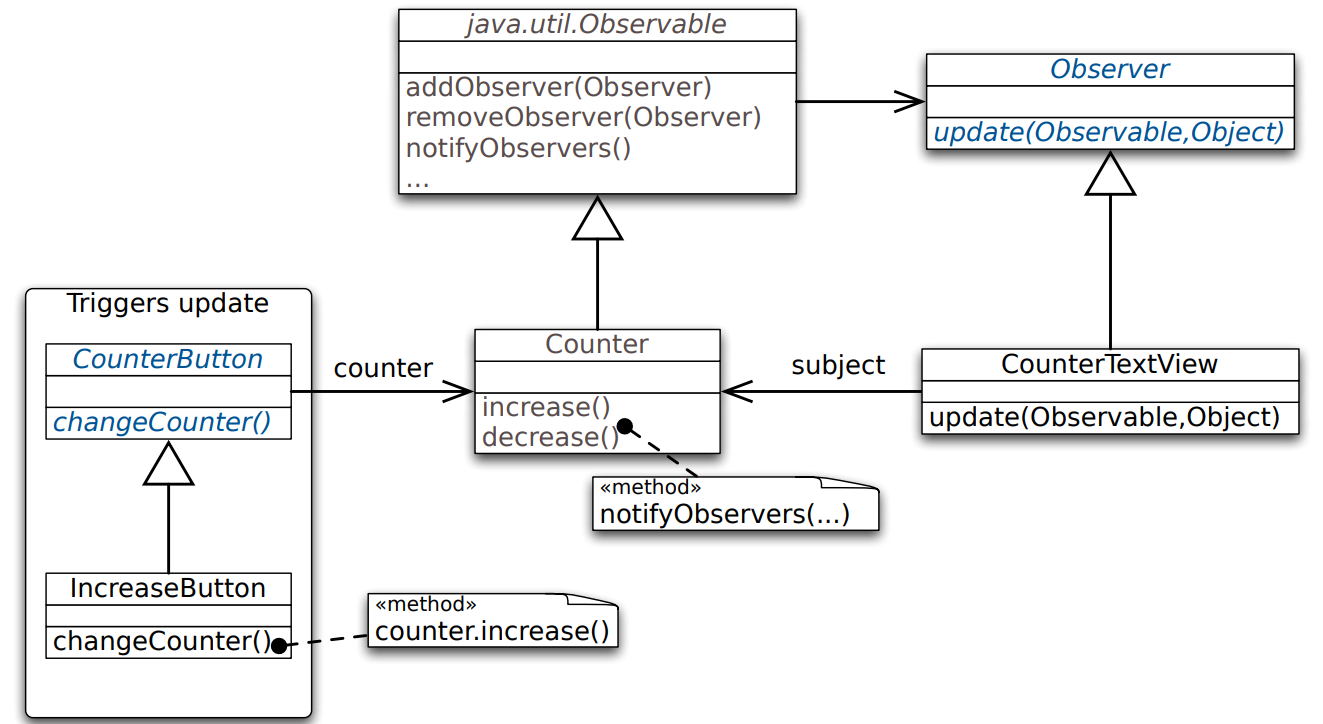 java.util.Observable
addObserver(Observer)
removeObserver(Observer)
notifyObservers()
...
Observer
update(Observable,Object)
Triggers update
CounterButton
changeCounter()
counter
Counter
increase()
decrease()
subject
CounterTextView
update(Observable,Object)
«method»
notifyObservers(...)
IncreaseButton
changeCounter()
«method»
counter.increase()